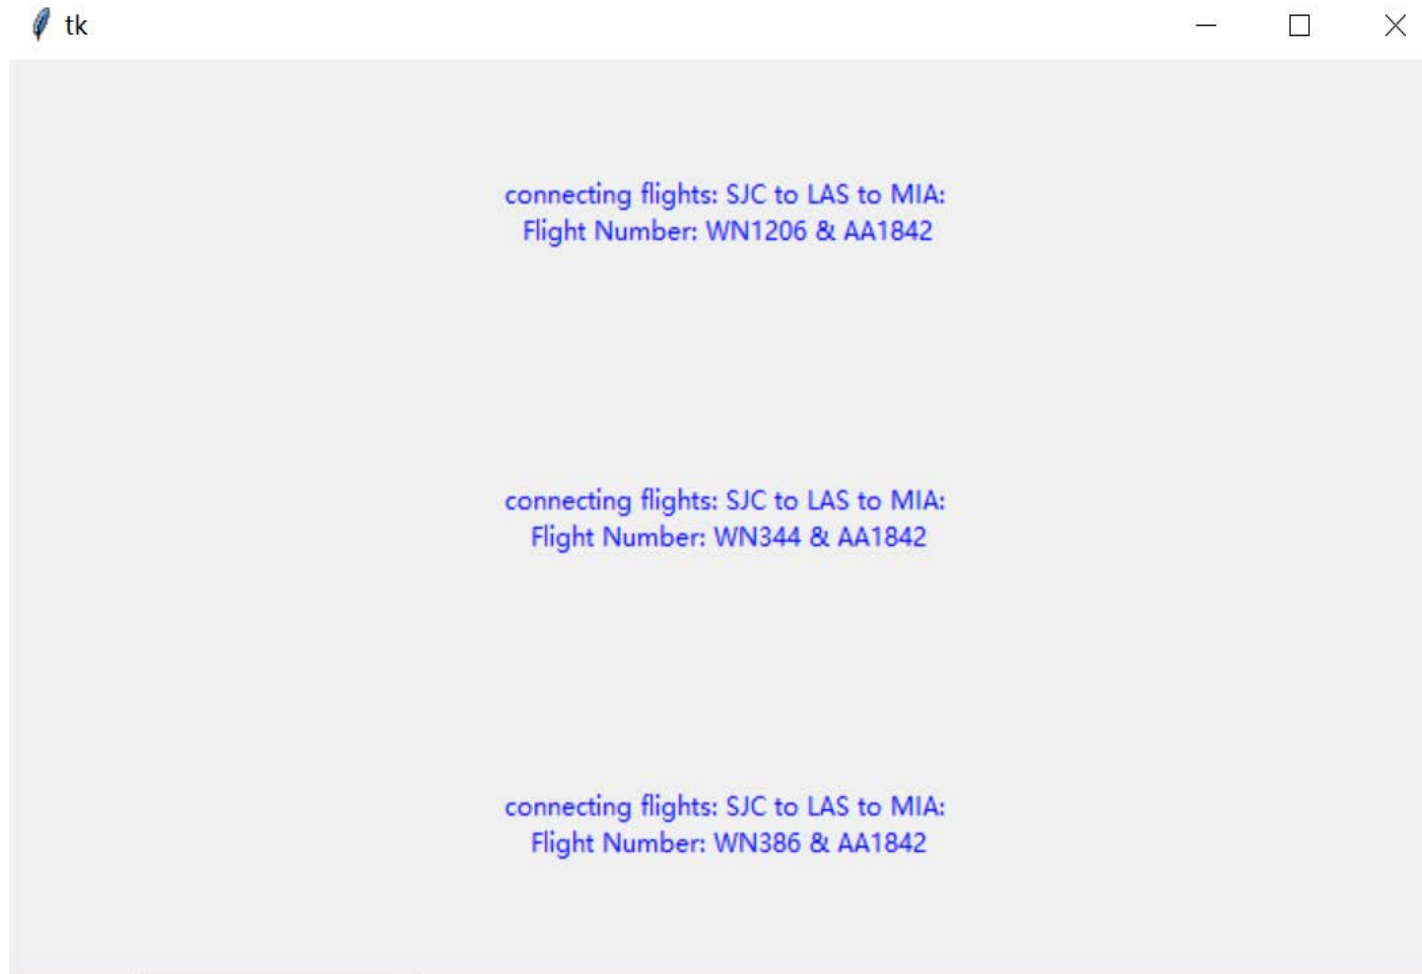 tk
connecting flights: SJC to LAS to MIA:
Flight Number: WN1206 & AA1842
connecting flights: SJC to LAS to MIA:
Flight Number: WN344 & AA1842
connecting flights: SJC to LAS to MIA:
Flight Number: WN386 & AA1842